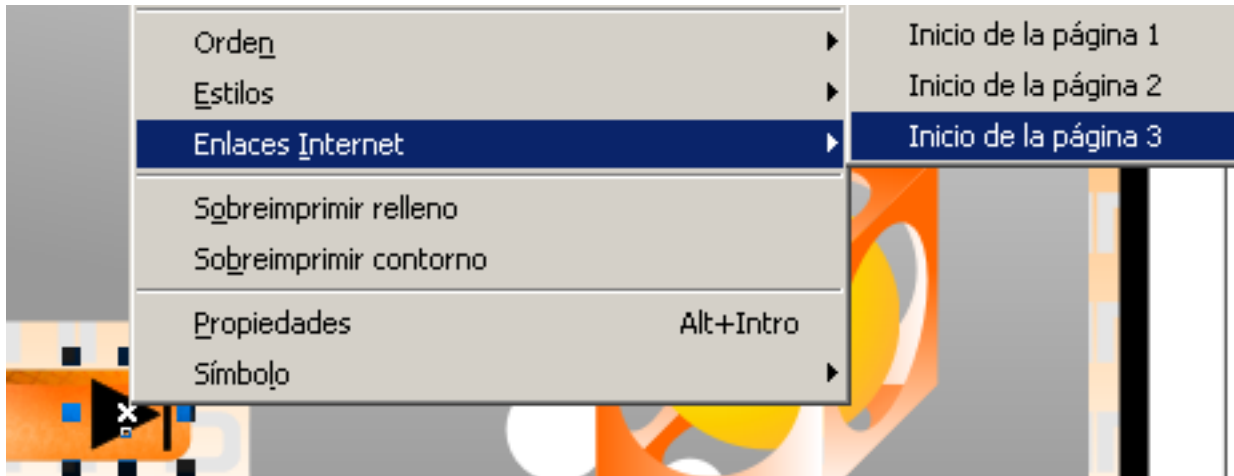 Orden
Estilos
Enlaces Internet
Sobreimprimir relleno
Sobreimprimir contorno
Propiedades Alt+Intro
Símbolo
Inicio de la página 1
Inicio de la página 2
Inicio de la página 3